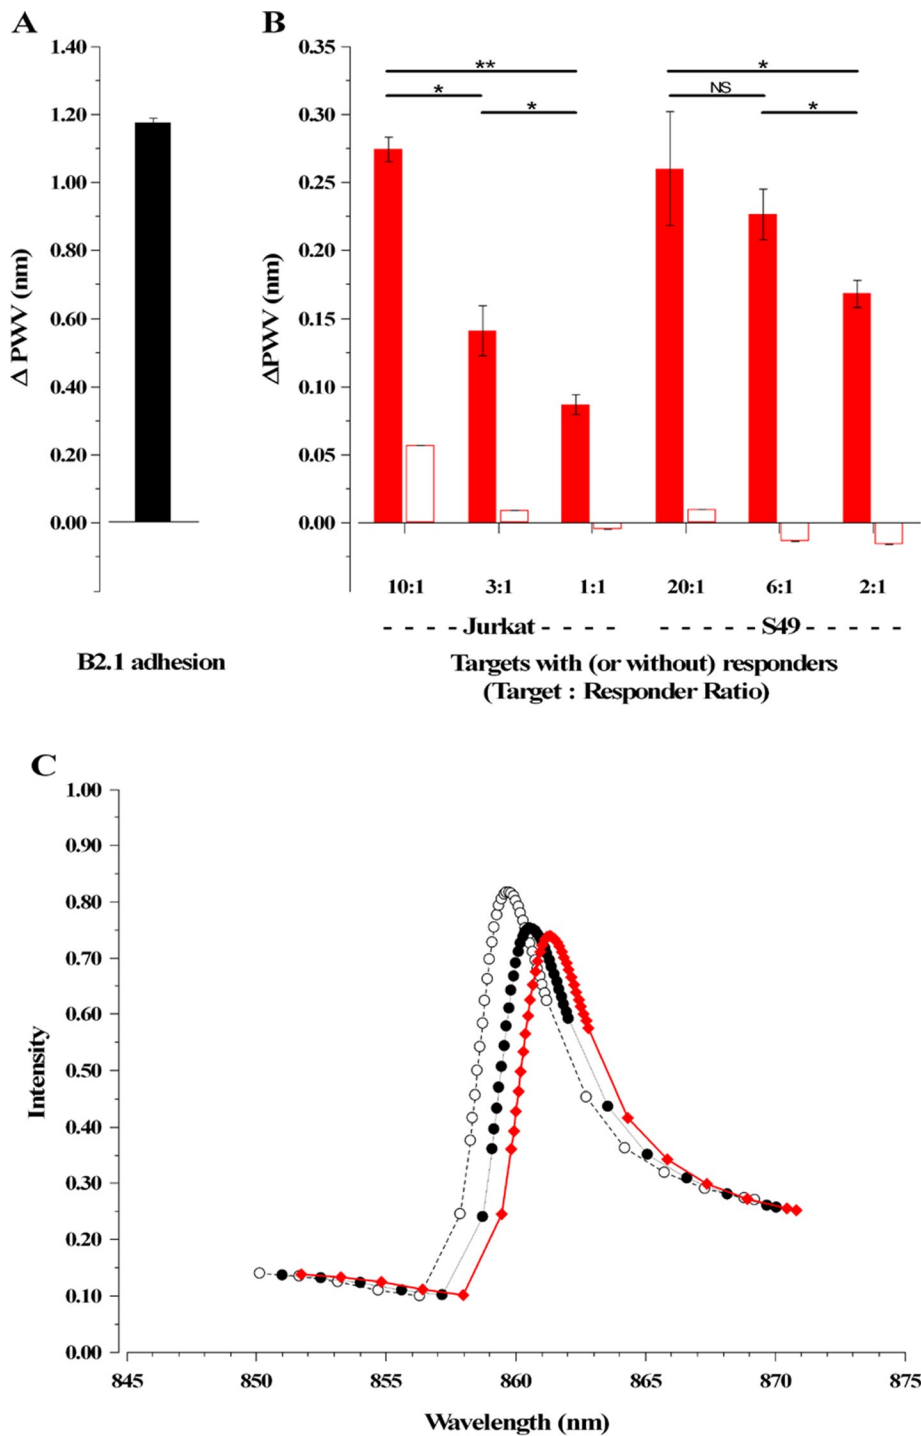 A
B
1.40
1.20
1.00
0.80
0.60
0.40
0.20
0.00
Δ PWV (nm)
B2.1 adhesion
0.35
0.30
0.25
0.20
0.15
0.10
0.05
0.00
ΔPWV (nm)
** *
* NS
* *
10:1 3:1 1:1 20:1 6:1 2:1
- - - - - Jurkat - - - - - - - - - - S49 - - - - -
Targets with (or without) responders
(Target : Responder Ratio)
C
1.00
0.90
0.80
0.70
0.60
0.50
0.40
0.30
0.20
0.10
0.00
Intensity
845 850 855 860 865 870 875
Wavelength (nm)